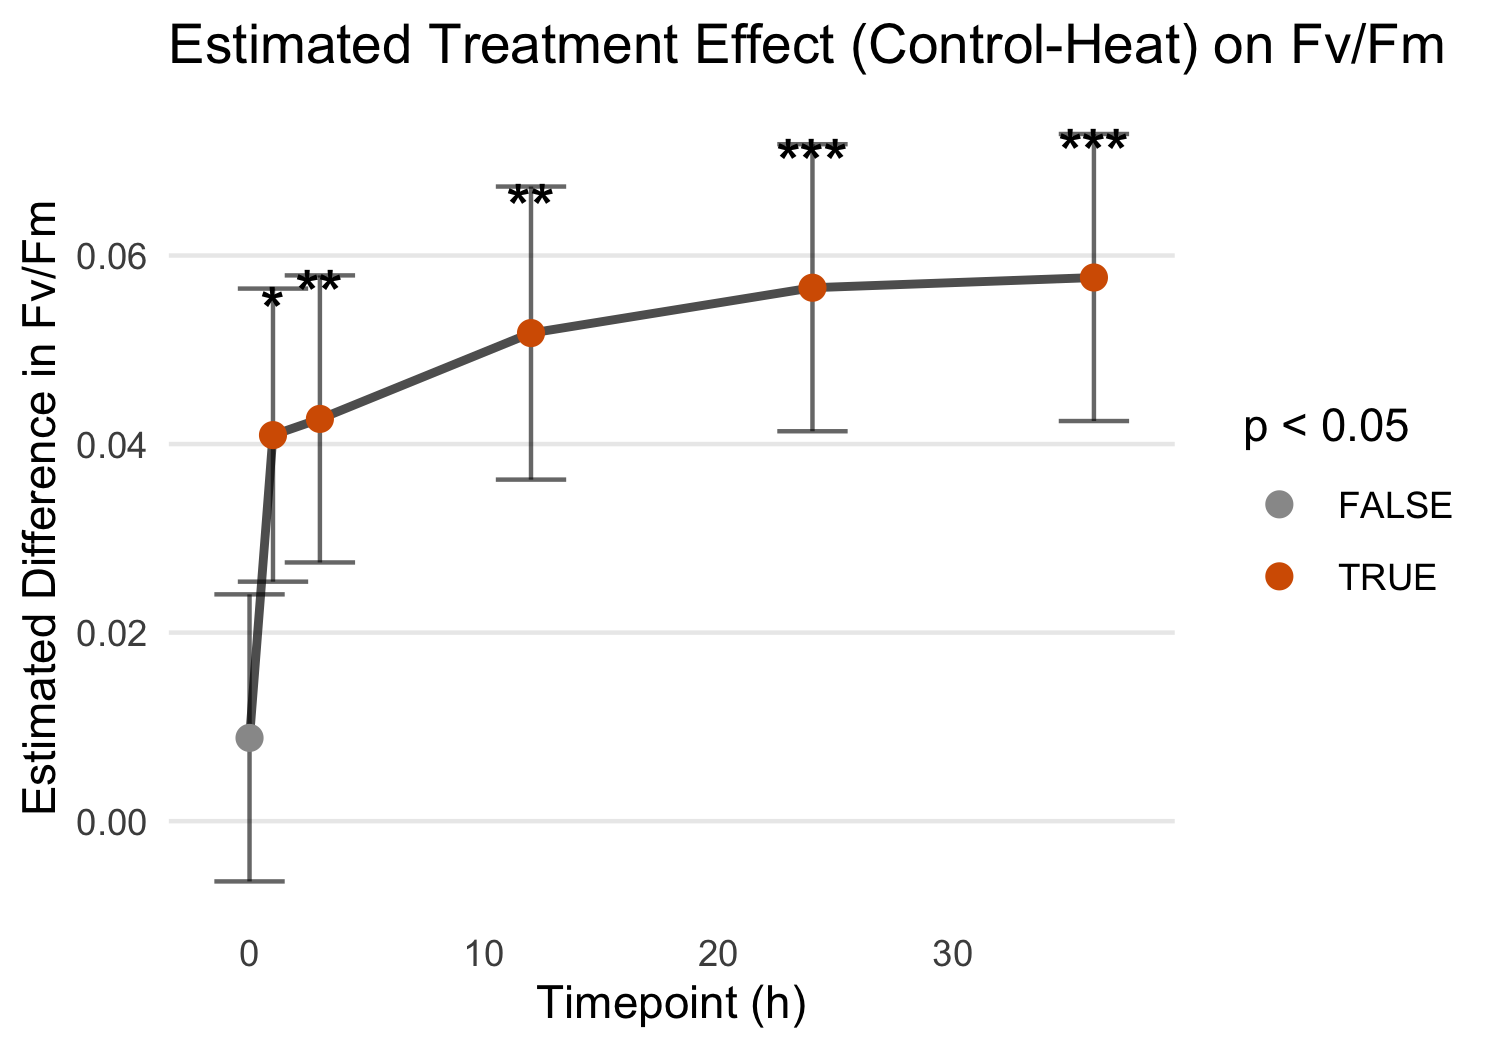 Estimated Treatment Effect (Control-Heat) on Fv/Fm
Estimated Difference in Fv/Fm
0.06
0.04
0.02
0.00
*
**
**
***
***
0
10
20
30
Timepoint (h)
p < 0.05
FALSE
TRUE